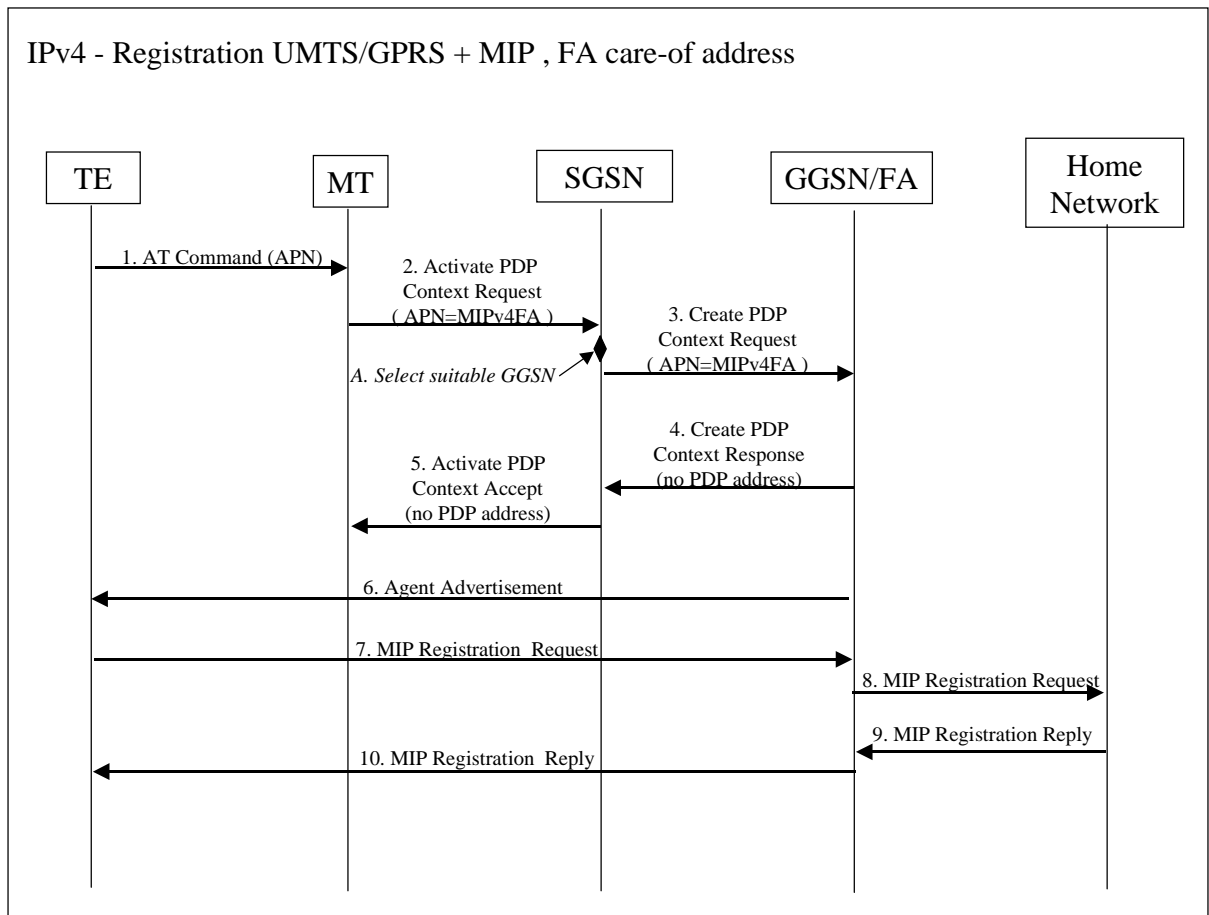 IPv4 - Registration UMTS/GPRS + MIP , FA care-of address
TE
MT
SGSN
GGSN/FA
Home
Network
1. AT Command (APN)
2. Activate PDP
Context Request
( APN=MIPv4FA )
3. Create PDP
Context Request
( APN=MIPv4FA )
A. Select suitable GGSN
4. Create PDP
Context Response
(no PDP address)
5. Activate PDP
Context Accept
(no PDP address)
6. Agent Advertisement
7. MIP Registration Request
8. MIP Registration Request
9. MIP Registration Reply
10. MIP Registration Reply